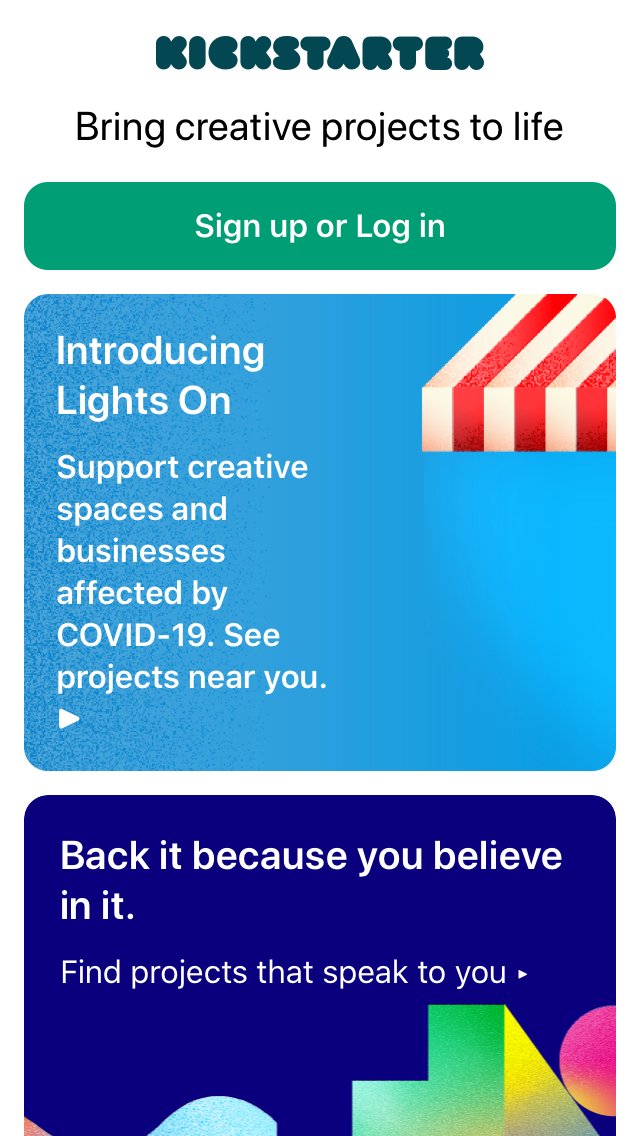 KICKSTARTER
Bring creative projects to life
Sign up or Log in
Introducing
Lights On
Support creative
spaces and
businesses
affected by
COVID-19. See
projects near you.
Back it because you believe
in it.
Find projects that speak to you